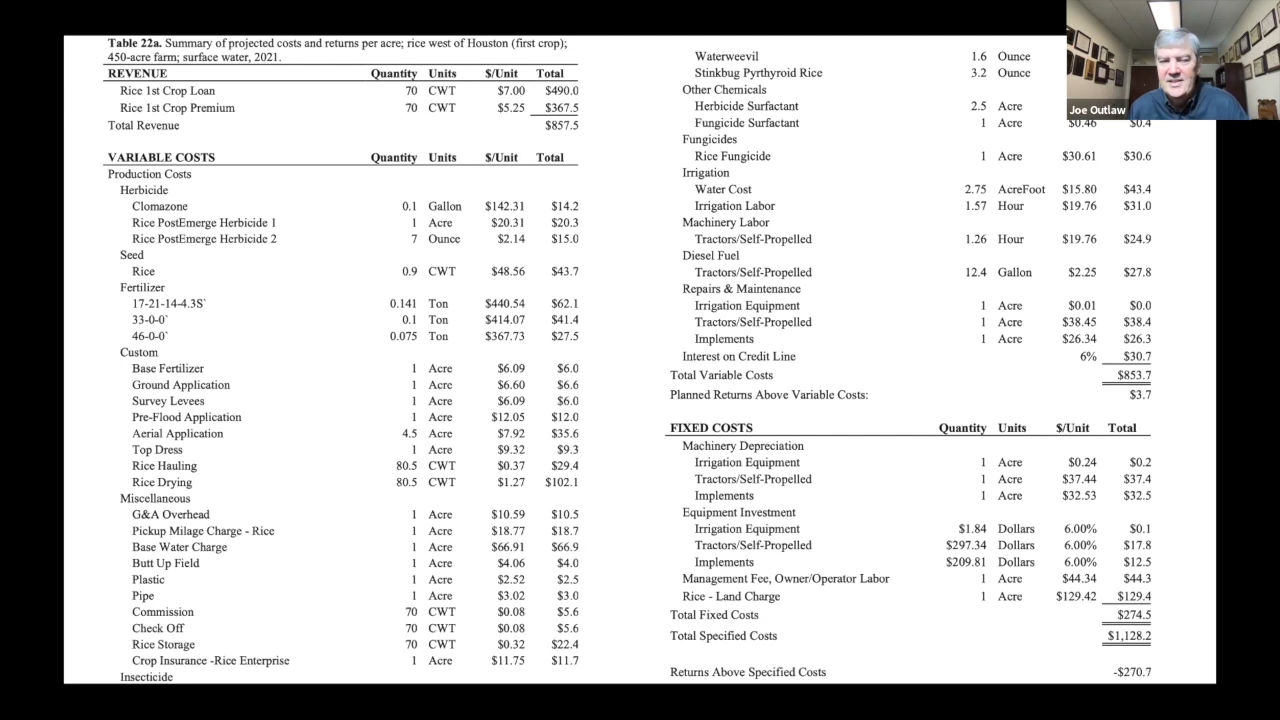 Table 22a. Summary of projected costs and returns per acre; rice west of Houston (first crop);
450-acre farm; surface water, 2021.
REVENUE Quantity Units $/Unit Total
Rice 1st Crop Loan 70 CWT $7.00 $490.0
Rice 1st Crop Premium 70 CWT $5.25 $367.5
Total Revenue $857.5
VARIABLE COSTS Quantity Units $/Unit Total
Production Costs
Herbicide
Clomazone 0.1 Gallon $142.31 $14.2
Rice PostEmerge Herbicide 1 1 Acre $20.31 $20.3
Rice PostEmerge Herbicide 2 7 Ounce $2.14 $15.0
Seed
Rice 0.9 CWT $48.56 $43.7
Fertilizer
17-21-14-4.3S` 0.141 Ton $440.54 $62.1
33-0-0` 0.1 Ton $414.07 $41.4
46-0-0` 0.075 Ton $367.73 $27.5
Custom
Base Fertilizer 1 Acre $6.09 $6.0
Ground Application 1 Acre $6.60 $6.6
Survey Levees 1 Acre $6.09 $6.0
Pre-Flood Application 1 Acre $12.05 $12.0
Aerial Application 4.5 Acre $7.92 $35.6
Top Dress 1 Acre $9.32 $9.3
Rice Hauling 80.5 CWT $0.37 $29.4
Rice Drying 80.5 CWT $1.27 $102.1
Miscellaneous
G&A Overhead 1 Acre $10.59 $10.5
Pickup Milage Charge - Rice 1 Acre $18.77 $18.7
Base Water Charge 1 Acre $66.91 $66.9
Butt Up Field 1 Acre $4.06 $4.0
Plastic 1 Acre $2.52 $2.5
Pipe 1 Acre $3.02 $3.0
Commission 70 CWT $0.08 $5.6
Check Off 70 CWT $0.08 $5.6
Rice Storage 70 CWT $0.32 $22.4
Crop Insurance -Rice Enterprise 1 Acre $11.75 $11.7
Insecticide
Waterweevil 1.6 Ounce
Stinkbug Pyrthyroid Rice 3.2 Ounce
Other Chemicals
Herbicide Surfactant 2.5 Acre
Fungicide Surfactant 1 Acre $0.46 $0.4
Fungicides
Rice Fungicide 1 Acre $30.61 $30.6
Irrigation
Water Cost 2.75 AcreFoot $15.80 $43.4
Irrigation Labor 1.57 Hour $19.76 $31.0
Machinery Labor
Tractors/Self-Propelled 1.26 Hour $19.76 $24.9
Diesel Fuel
Tractors/Self-Propelled 12.4 Gallon $2.25 $27.8
Repairs & Maintenance
Irrigation Equipment 1 Acre $0.01 $0.0
Tractors/Self-Propelled 1 Acre $38.45 $38.4
Implements 1 Acre $26.34 $26.3
Interest on Credit Line 6% $30.7
Total Variable Costs $853.7
Planned Returns Above Variable Costs: $3.7
FIXED COSTS Quantity Units $/Unit Total
Machinery Depreciation
Irrigation Equipment 1 Acre $0.24 $0.2
Tractors/Self-Propelled 1 Acre $37.44 $37.4
Implements 1 Acre $32.53 $32.5
Equipment Investment
Irrigation Equipment $1.84 Dollars 6.00% $0.1
Tractors/Self-Propelled $297.34 Dollars 6.00% $17.8
Implements $209.81 Dollars 6.00% $12.5
Management Fee, Owner/Operator Labor 1 Acre $44.34 $44.3
Rice - Land Charge 1 Acre $129.42 $129.4
Total Fixed Costs $274.5
Total Specified Costs $1,128.2
Returns Above Specified Costs -$270.7
Joe Outlaw